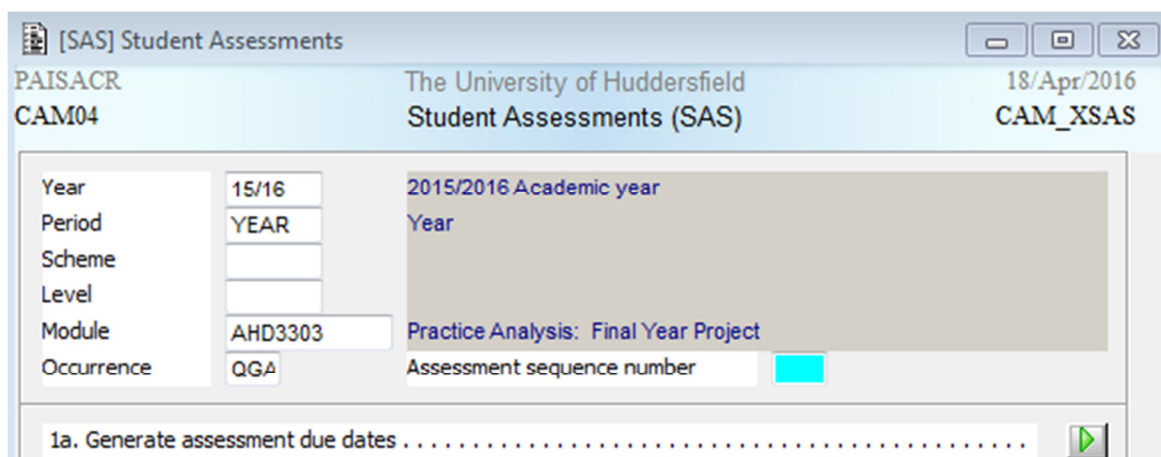 [SAS] Student Assessments
PAISACR The University of Huddersfield 18/Apr/2016
CAM04 Student Assessments (SAS) CAM_XSAS
Year 15/16 2015/2016 Academic year
Period YEAR Year
Scheme
Level
Module AHD3303 Practice Analysis: Final Year Project
Occurrence QGA Assessment sequence number
1a. Generate assessment due dates . . . . . . . . . . . . . . . . . . . . . . . . . . . . . . . . . . . . . . . . . . . . .